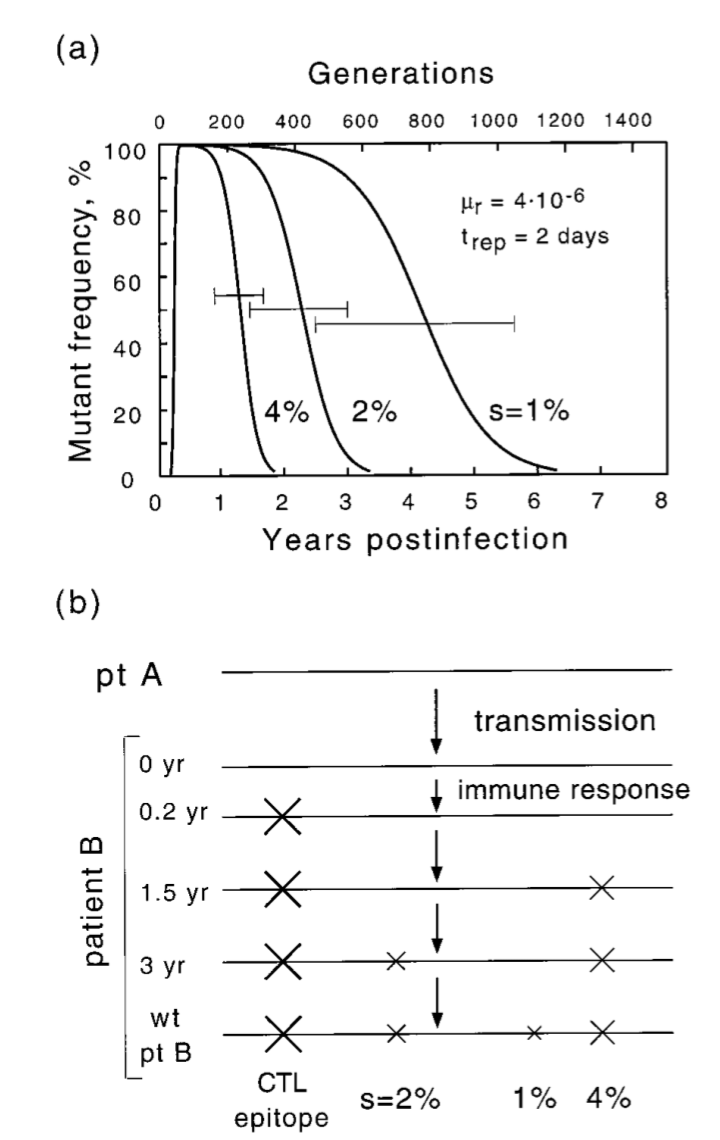 (a)
Generations
0 200 400 600 800 1000 1200 1400
Mutant frequency, %
100
80
60
40
20
0
μr = 4·10-6
trep = 2 days
4% 2% s=1%
0 1 2 3 4 5 6 7 8
Years postinfection
(b)
pt A
transmission
patient B
0 yr
immune response
0.2 yr
1.5 yr
3 yr
wt
pt B
CTL
epitope
s=2% 1% 4%